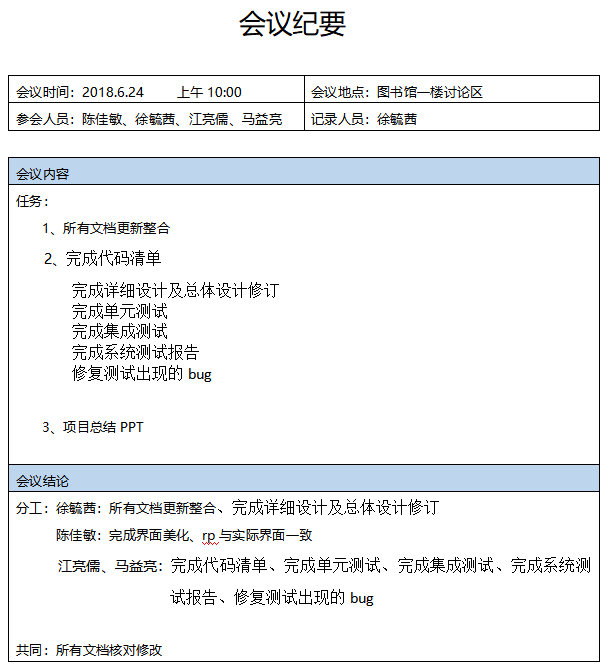 会议纪要
会议时间：2018.6.24 上午 10:00 会议地点：图书馆一楼讨论区
参会人员：陈佳敏、徐毓茜、江亮儒、马益亮 记录人员：徐毓茜
会议内容
任务：
1、所有文档更新整合
2、完成代码清单
完成详细设计及总体设计修订
完成单元测试
完成集成测试
完成系统测试报告
修复测试出现的 bug
3、项目总结 PPT
会议结论
分工：徐毓茜：所有文档更新整合、完成详细设计及总体设计修订
陈佳敏：完成界面美化、rp 与实际界面一致
江亮儒、马益亮：完成代码清单、完成单元测试、完成集成测试、完成系统测
试报告、修复测试出现的 bug
共同：所有文档核对修改